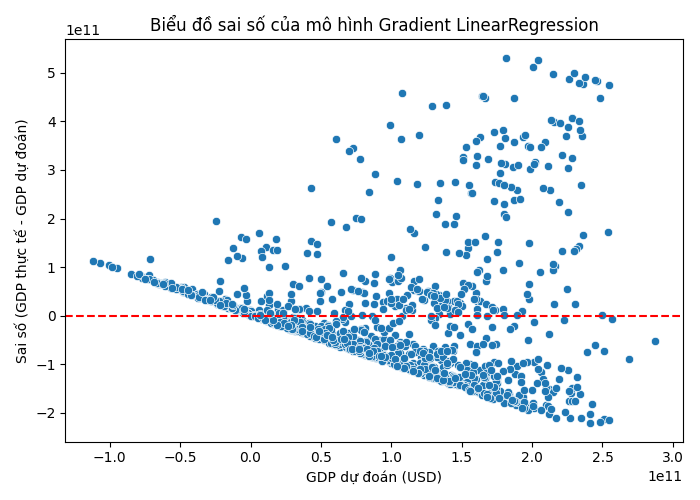 Biểu đồ sai số của mô hình Gradient LinearRegression
1e11
5
4
3
2
1
0
−1
−2
Sai số (GDP thực tế - GDP dự đoán)
−1.0 −0.5 0.0 0.5 1.0 1.5 2.0 2.5 3.0
1e11
GDP dự đoán (USD)